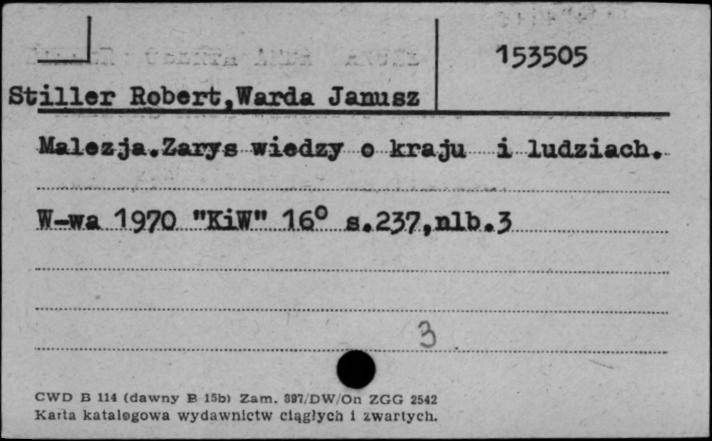 153505
Stiller Robert,Warda Janusz
Malezja.Zarys wiedzy o kraju i ludziach.
W-wa 1970 "KiW" 16° s.237,nlb.3
3
CWD B 114 (dawny B 15b) Zam. 897/DW/On ZGG 2542
Karta katalogowa wydawnictw ciągłych i zwartych.